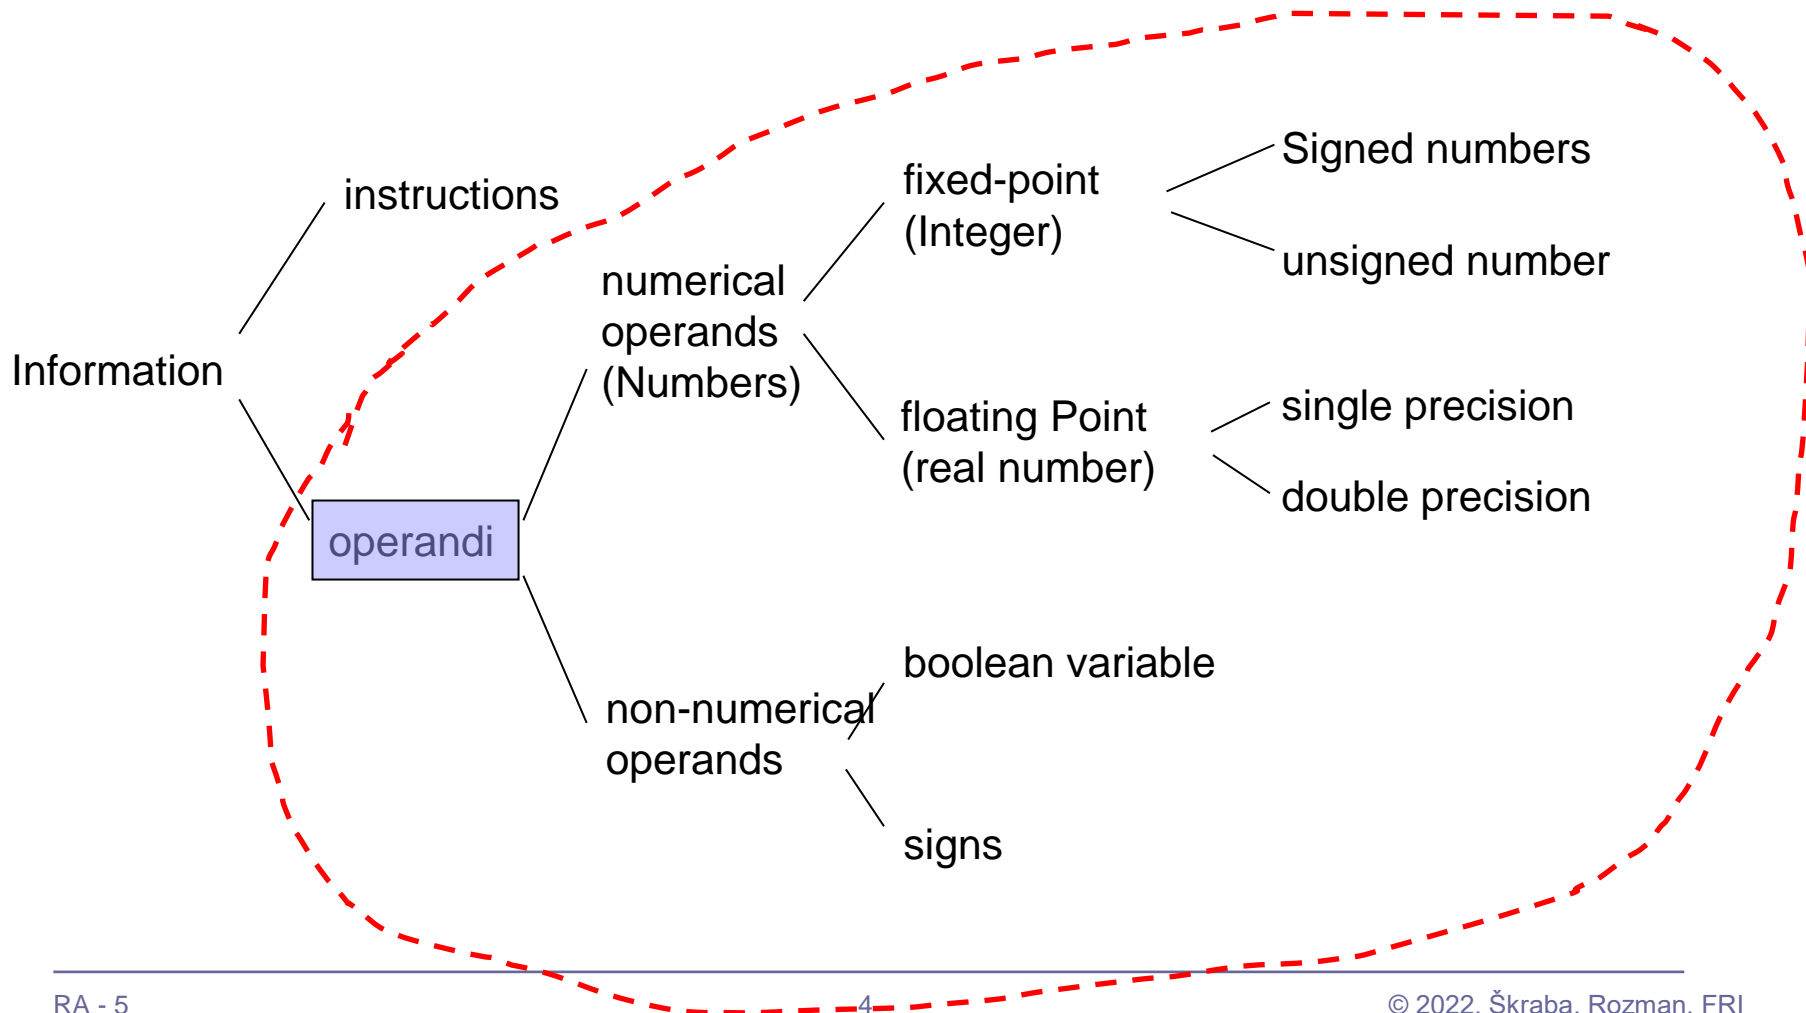 Information
instructions
operandi
numerical
operands
(Numbers)
non-numerical
operands
fixed-point
(Integer)
floating Point
(real number)
boolean variable
signs
Signed numbers
unsigned number
single precision
double precision
RA - 5
4
© 2022, Škraba, Rozman, FRI